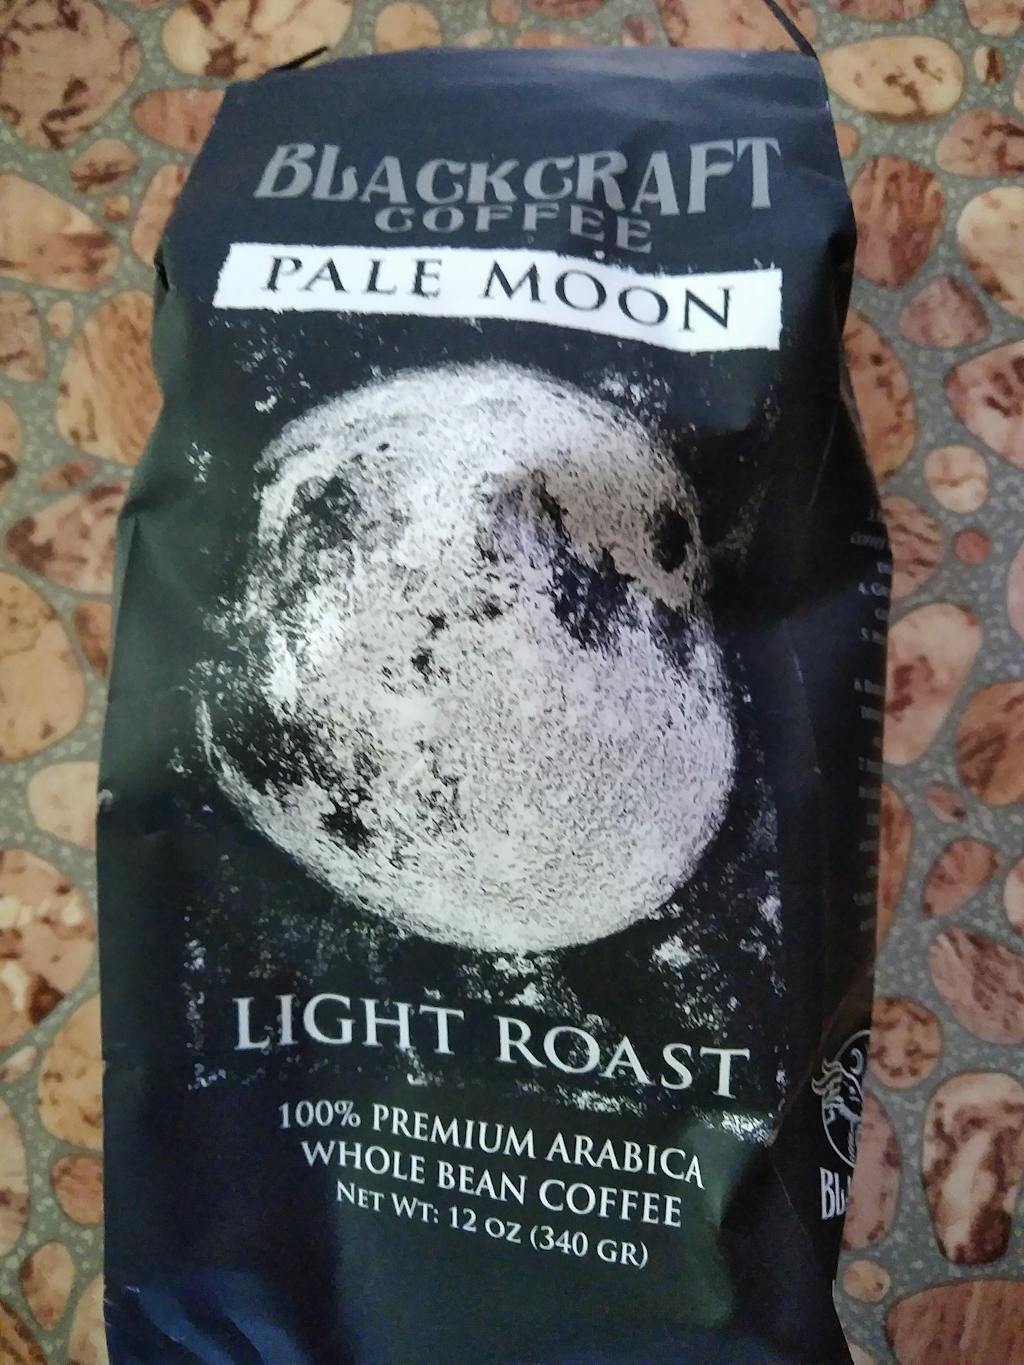 BLACKCRAFT
COFFEE
PALE MOON
LIGHT ROAST
100% PREMIUM ARABICA
WHOLE BEAN COFFEE
NET WT: 12 OZ (340 GR)